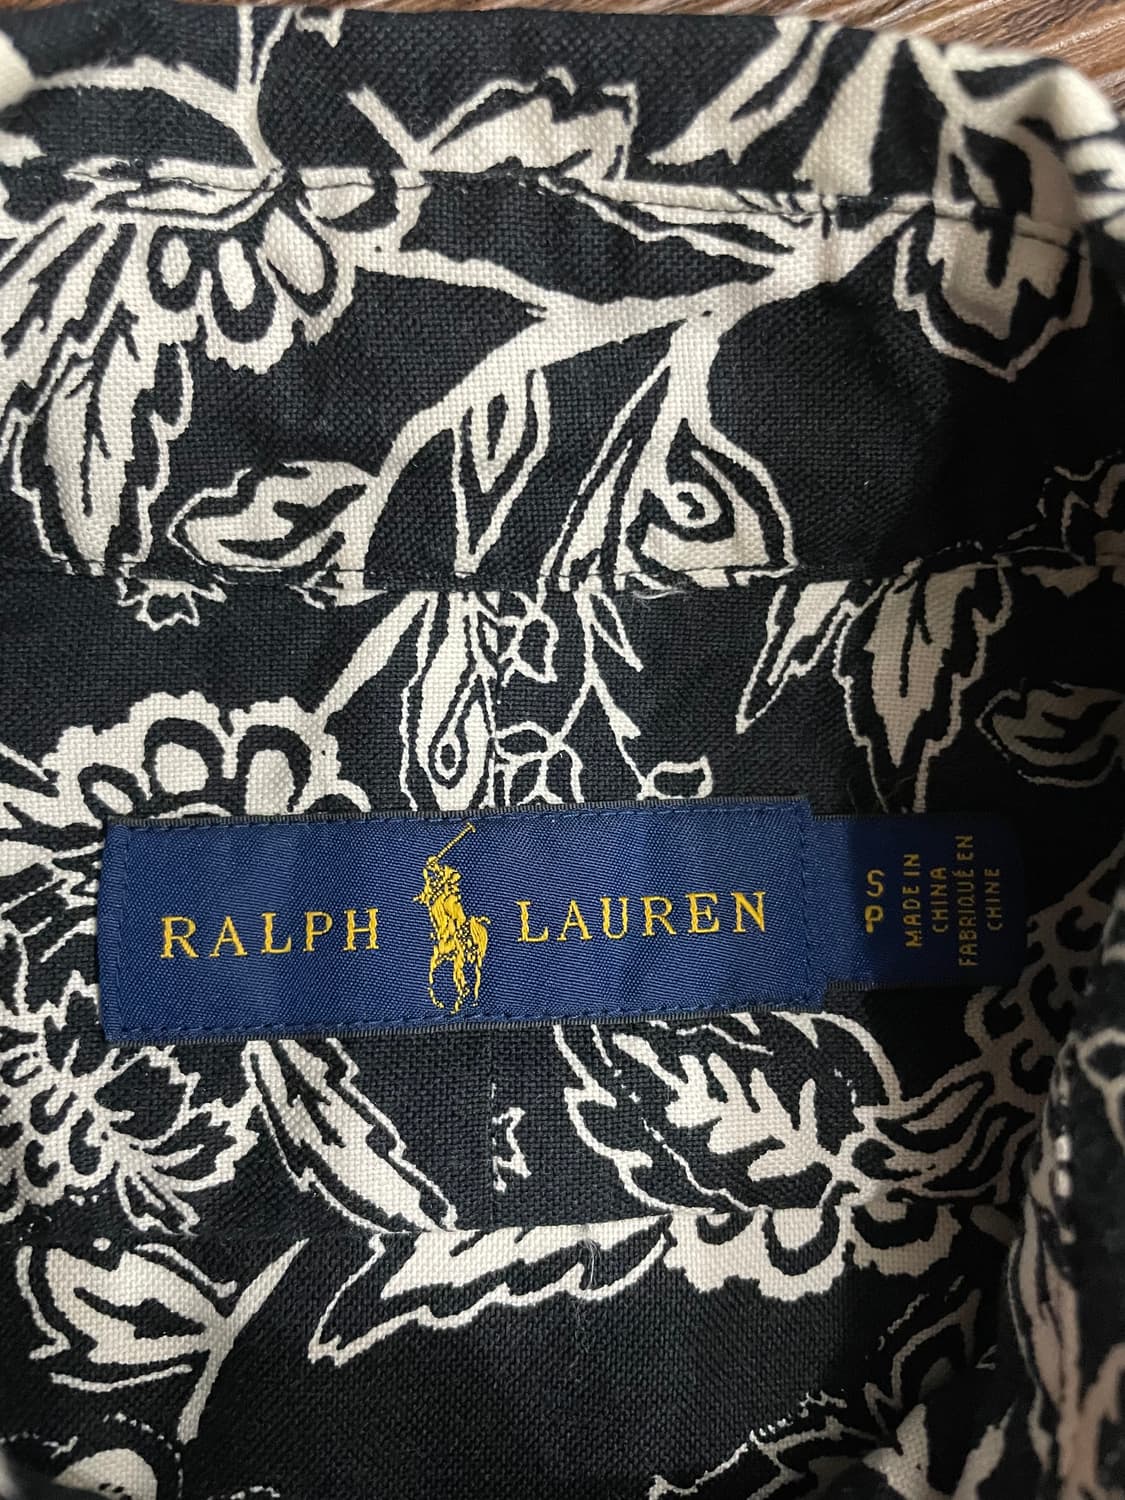 RALPH LAUREN
S
P
MADE IN
CHINA
FABRIQUÉ EN
CHINE